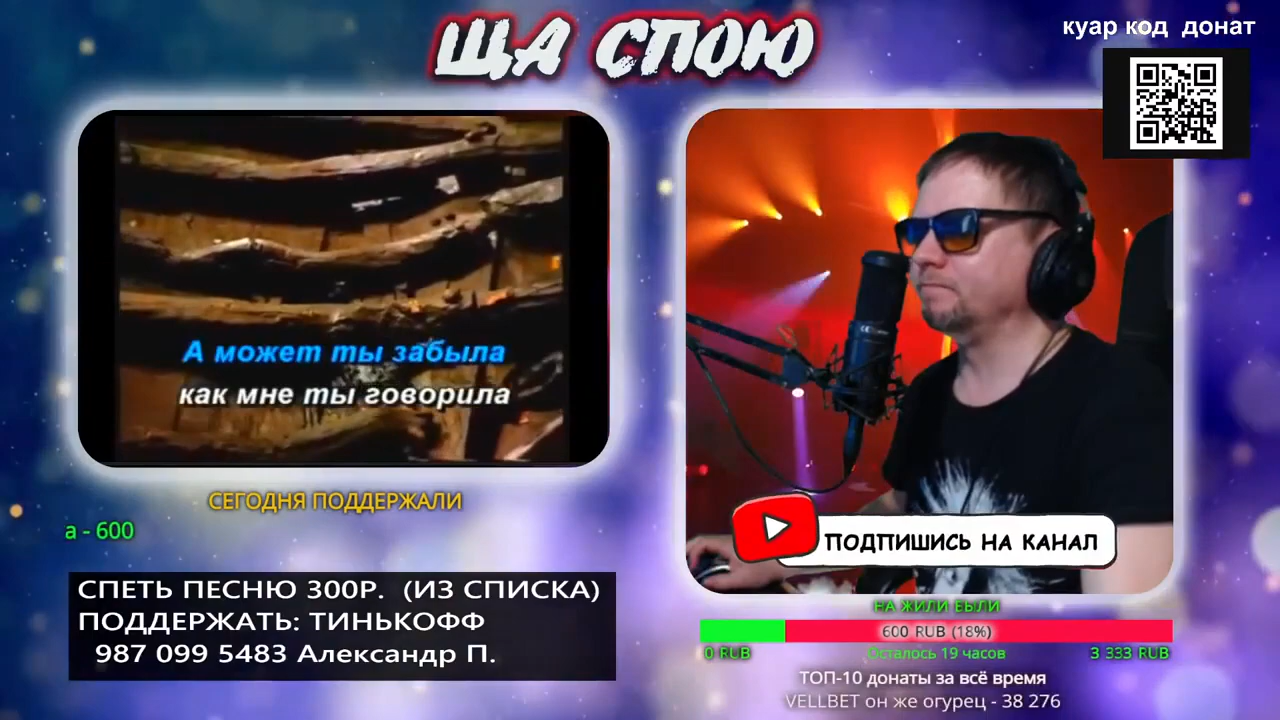 ЩА СПОЮ
куар код донат
А может ты забыла
как мне ты говорила
СЕГОДНЯ ПОДДЕРЖАЛИ
а - 600
СПЕТЬ ПЕСНЮ 300Р. (ИЗ СПИСКА)
ПОДДЕРЖАТЬ: ТИНЬКОФФ
987 099 5483 Александр П.
ПОДПИШИСЬ НА КАНАЛ
НА ЖИЛИ БЫЛИ
600 RUB (18%)
0 RUB
Осталось 19 часов
3 333 RUB
ТОП-10 донаты за всё время
VELLBET он же огурец - 38 276